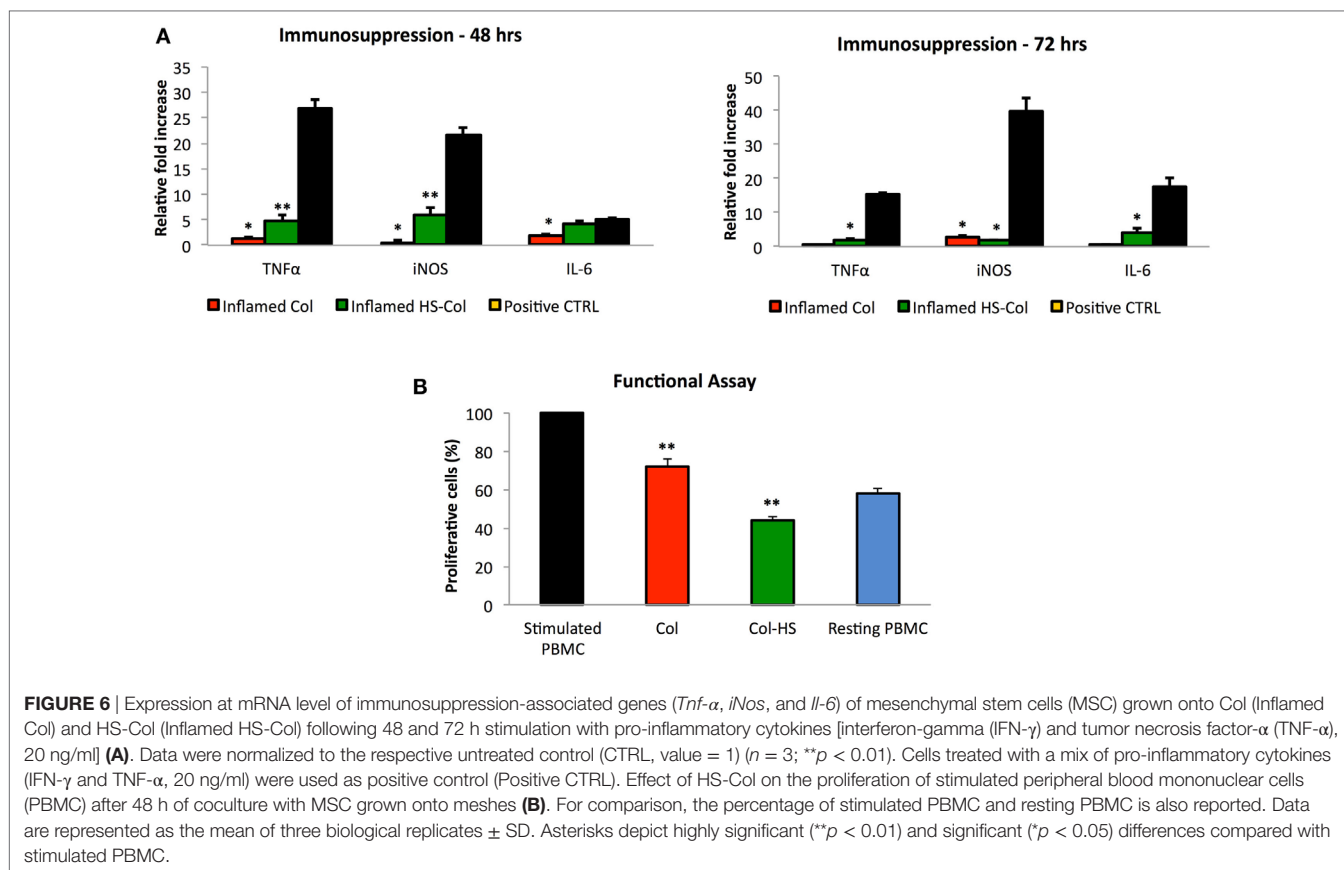 A
Immunosuppression - 48 hrs
Relative fold increase
35
30
25
20
15
10
5
0
*
**
*
**
*
TNFα
iNOS
IL-6
Inflamed Col
Inflamed HS-Col
Positive CTRL
Immunosuppression - 72 hrs
Relative fold increase
50
40
30
20
10
0
*
*
*
*
TNFα
iNOS
IL-6
Inflamed Col
Inflamed HS-Col
Positive CTRL
B
Functional Assay
Proliferative cells (%)
100
80
60
40
20
0
**
**
Stimulated
PBMC
Col
Col-HS
Resting PBMC
FIGURE 6 | Expression at mRNA level of immunosuppression-associated genes (Tnf-α, iNos, and Il-6) of mesenchymal stem cells (MSC) grown onto Col (Inflamed
Col) and HS-Col (Inflamed HS-Col) following 48 and 72 h stimulation with pro-inflammatory cytokines [interferon-gamma (IFN-γ) and tumor necrosis factor-α (TNF-α),
20 ng/ml] (A). Data were normalized to the respective untreated control (CTRL, value = 1) (n = 3; **p < 0.01). Cells treated with a mix of pro-inflammatory cytokines
(IFN-γ and TNF-α, 20 ng/ml) were used as positive control (Positive CTRL). Effect of HS-Col on the proliferation of stimulated peripheral blood mononuclear cells
(PBMC) after 48 h of coculture with MSC grown onto meshes (B). For comparison, the percentage of stimulated PBMC and resting PBMC is also reported. Data
are represented as the mean of three biological replicates ± SD. Asterisks depict highly significant (**p < 0.01) and significant (*p < 0.05) differences compared with
stimulated PBMC.